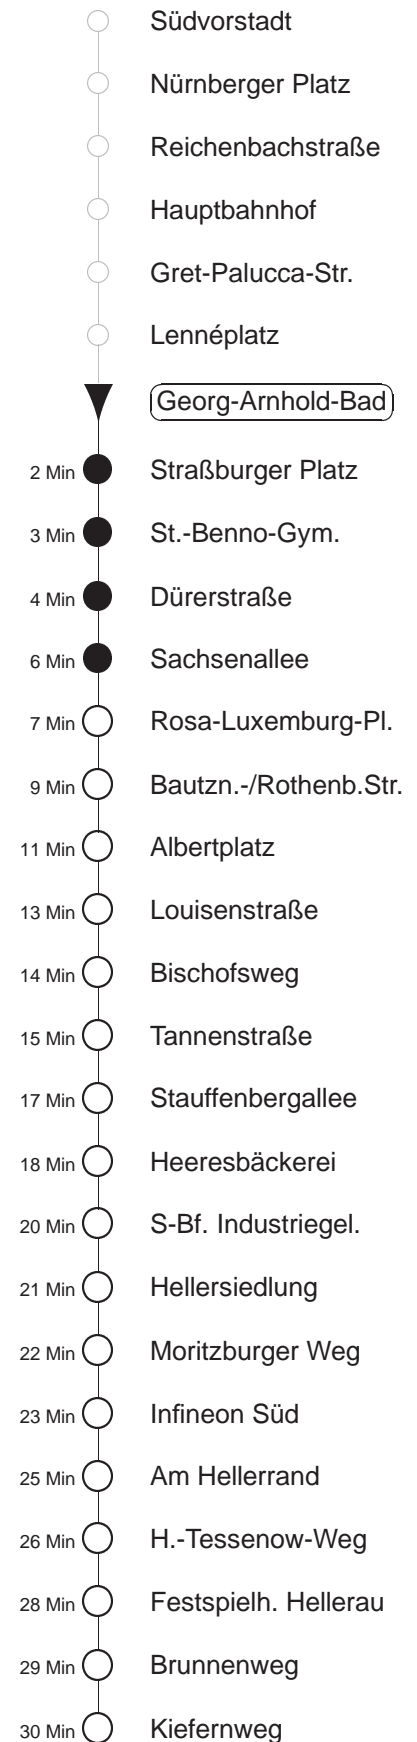 Südvorstadt
Nürnberger Platz
Reichenbachstraße
Hauptbahnhof
Gret-Palucca-Str.
Lennéplatz
Georg-Arnhold-Bad
2 Min Straßburger Platz
3 Min St.-Benno-Gym.
4 Min Dürerstraße
6 Min Sachsenallee
7 Min Rosa-Luxemburg-Pl.
9 Min Bautzn.-/Rothenb.Str.
11 Min Albertplatz
13 Min Louisenstraße
14 Min Bischofsweg
15 Min Tannenstraße
17 Min Stauffenbergallee
18 Min Heeresbäckerei
20 Min S-Bf. Industriegel.
21 Min Hellersiedlung
22 Min Moritzburger Weg
23 Min Infineon Süd
25 Min Am Hellerrand
26 Min H.-Tessenow-Weg
28 Min Festspielh. Hellerau
29 Min Brunnenweg
30 Min Kiefernweg